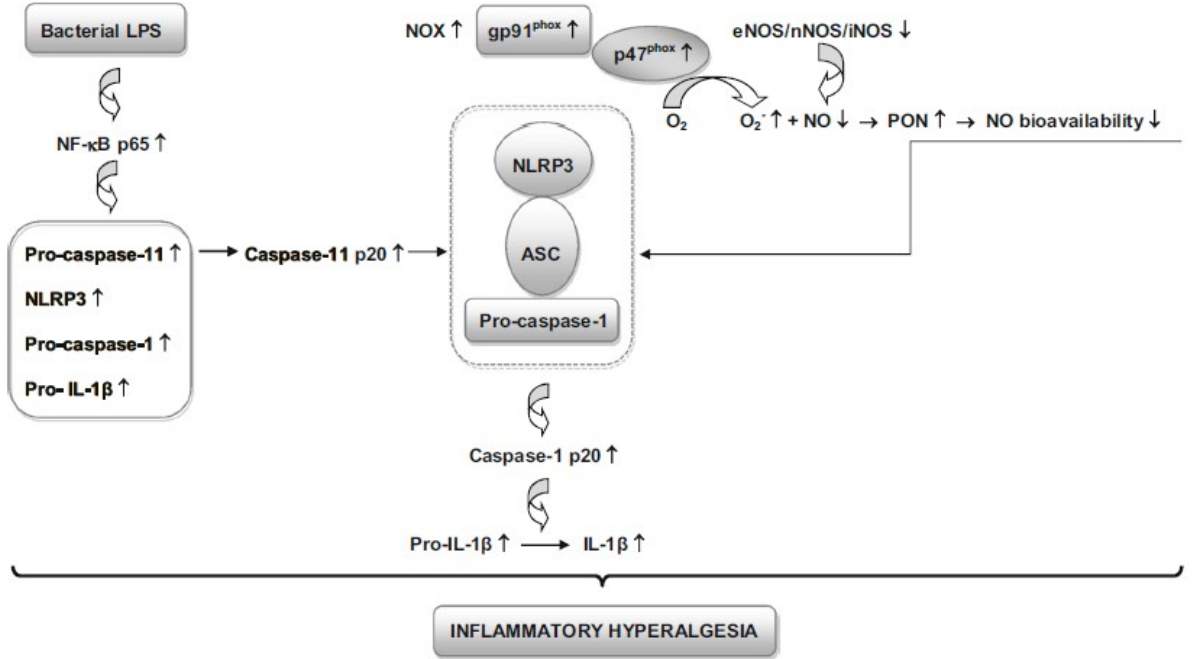 Bacterial LPS
NF-κB p65 ↑
Pro-caspase-11 ↑
NLRP3 ↑
Pro-caspase-1 ↑
Pro- IL-1β ↑
Caspase-11 p20 ↑
NOX ↑
gp91phox ↑
p47phox ↑
eNOS/nNOS/iNOS ↓
O2
O2- ↑ + NO ↓ → PON ↑ → NO bioavailability ↓
NLRP3
ASC
Pro-caspase-1
Caspase-1 p20 ↑
Pro-IL-1β ↑ → IL-1β ↑
INFLAMMATORY HYPERALGESIA